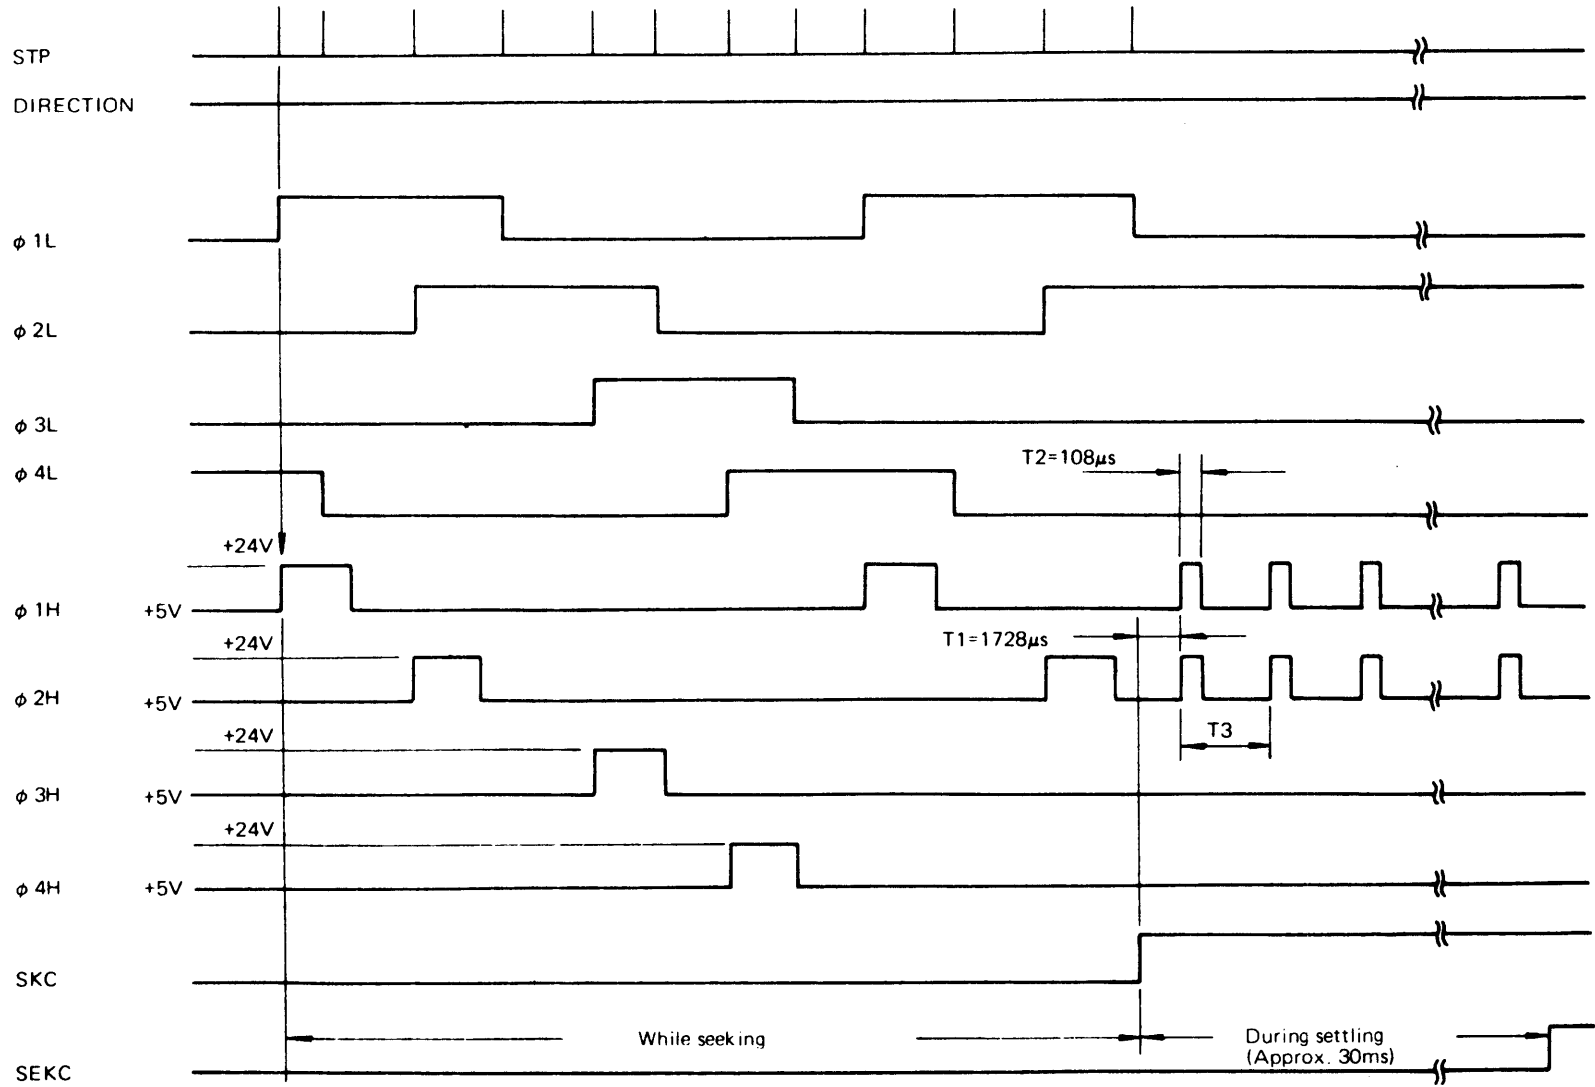 STP
DIRECTION
φ 1L
φ 2L
φ 3L
φ 4L
T2=108μs
+24V
φ 1H +5V
T1=1728μs
+24V
φ 2H +5V
T3
+24V
φ 3H +5V
+24V
φ 4H +5V
SKC
While seeking
During settling
(Approx. 30ms)
SEKC